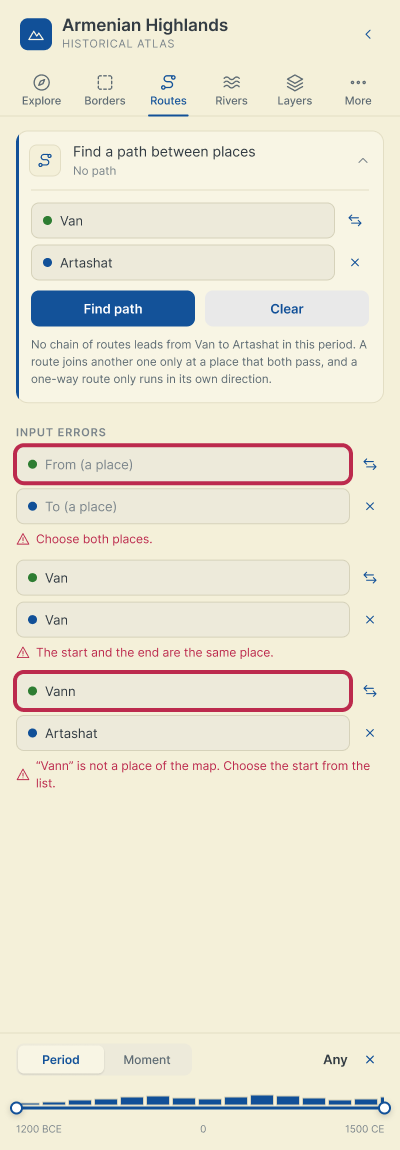 Armenian Highlands
HISTORICAL ATLAS
Explore
Borders
Routes
Rivers
Layers
More
Find a path between places
No path
Van
Artashat
Find path
Clear
No chain of routes leads from Van to Artashat in this period. A
route joins another one only at a place that both pass, and a
one-way route only runs in its own direction.
INPUT ERRORS
From (a place)
To (a place)
Choose both places.
Van
Van
The start and the end are the same place.
Vann
Artashat
“Vann” is not a place of the map. Choose the start from the
list.
Period
Moment
Any
1200 BCE
0
1500 CE